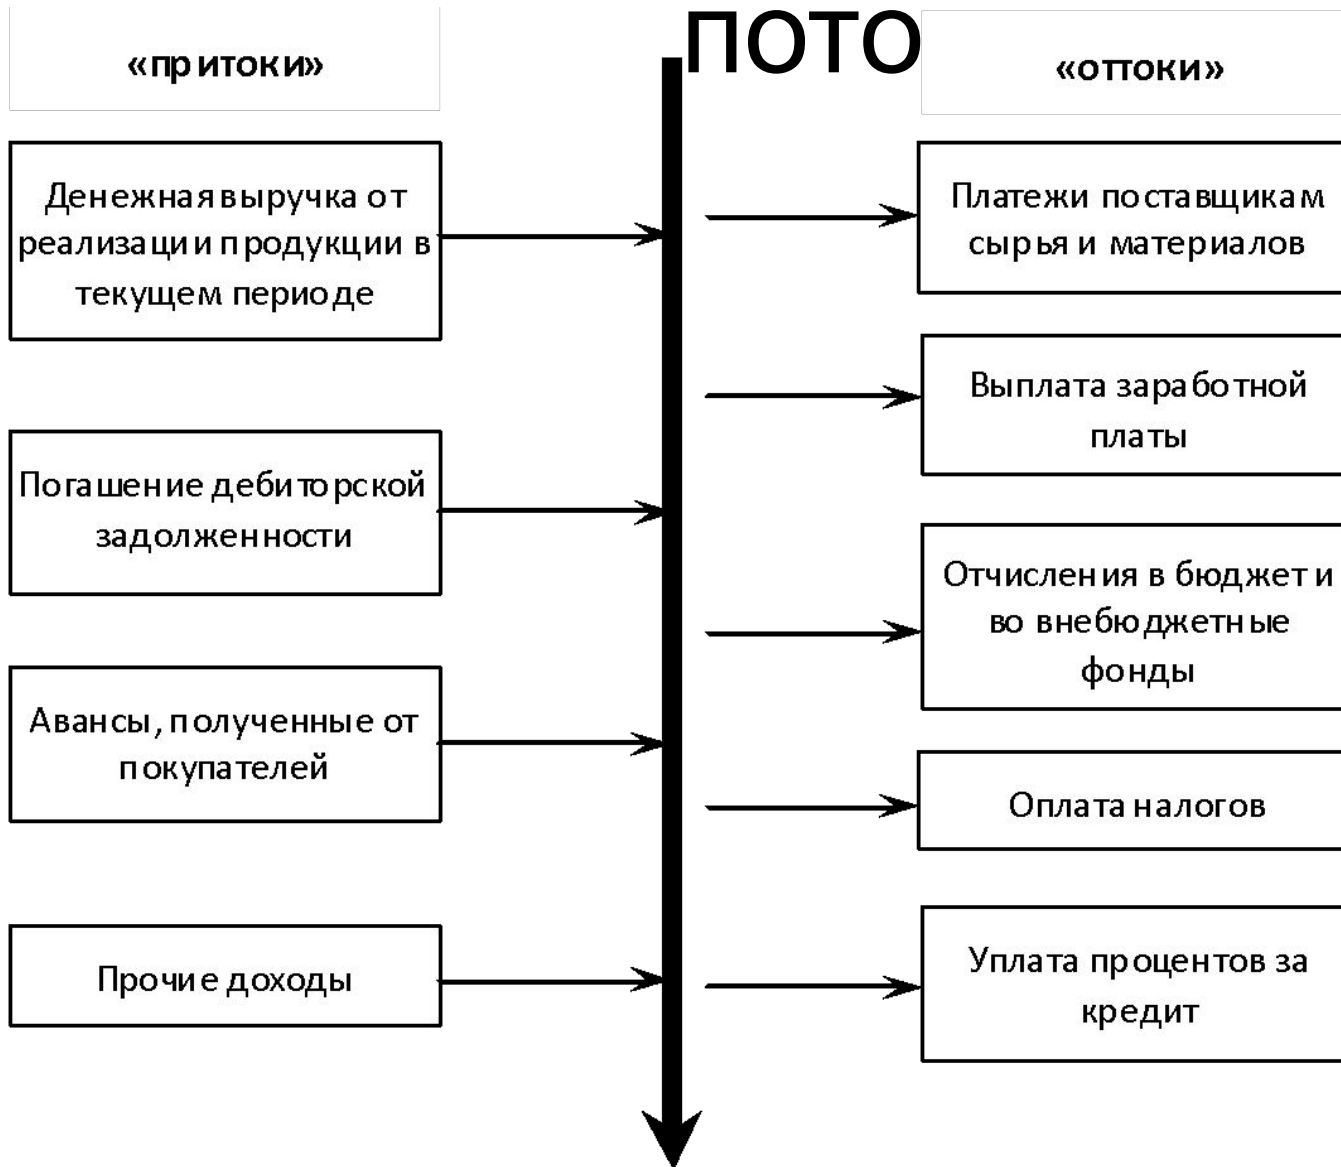 ПОТО
«притоки»
Денежная выручка от
реализации продукции в
текущем периоде
Погашение дебиторской
задолженности
Авансы, полученные от
покупателей
Прочие доходы
«оттоки»
Платежи поставщикам
сырья и материалов
Выплата заработной
платы
Отчисления в бюджет и
во внебюджетные
фонды
Оплата налогов
Уплата процентов за
кредит